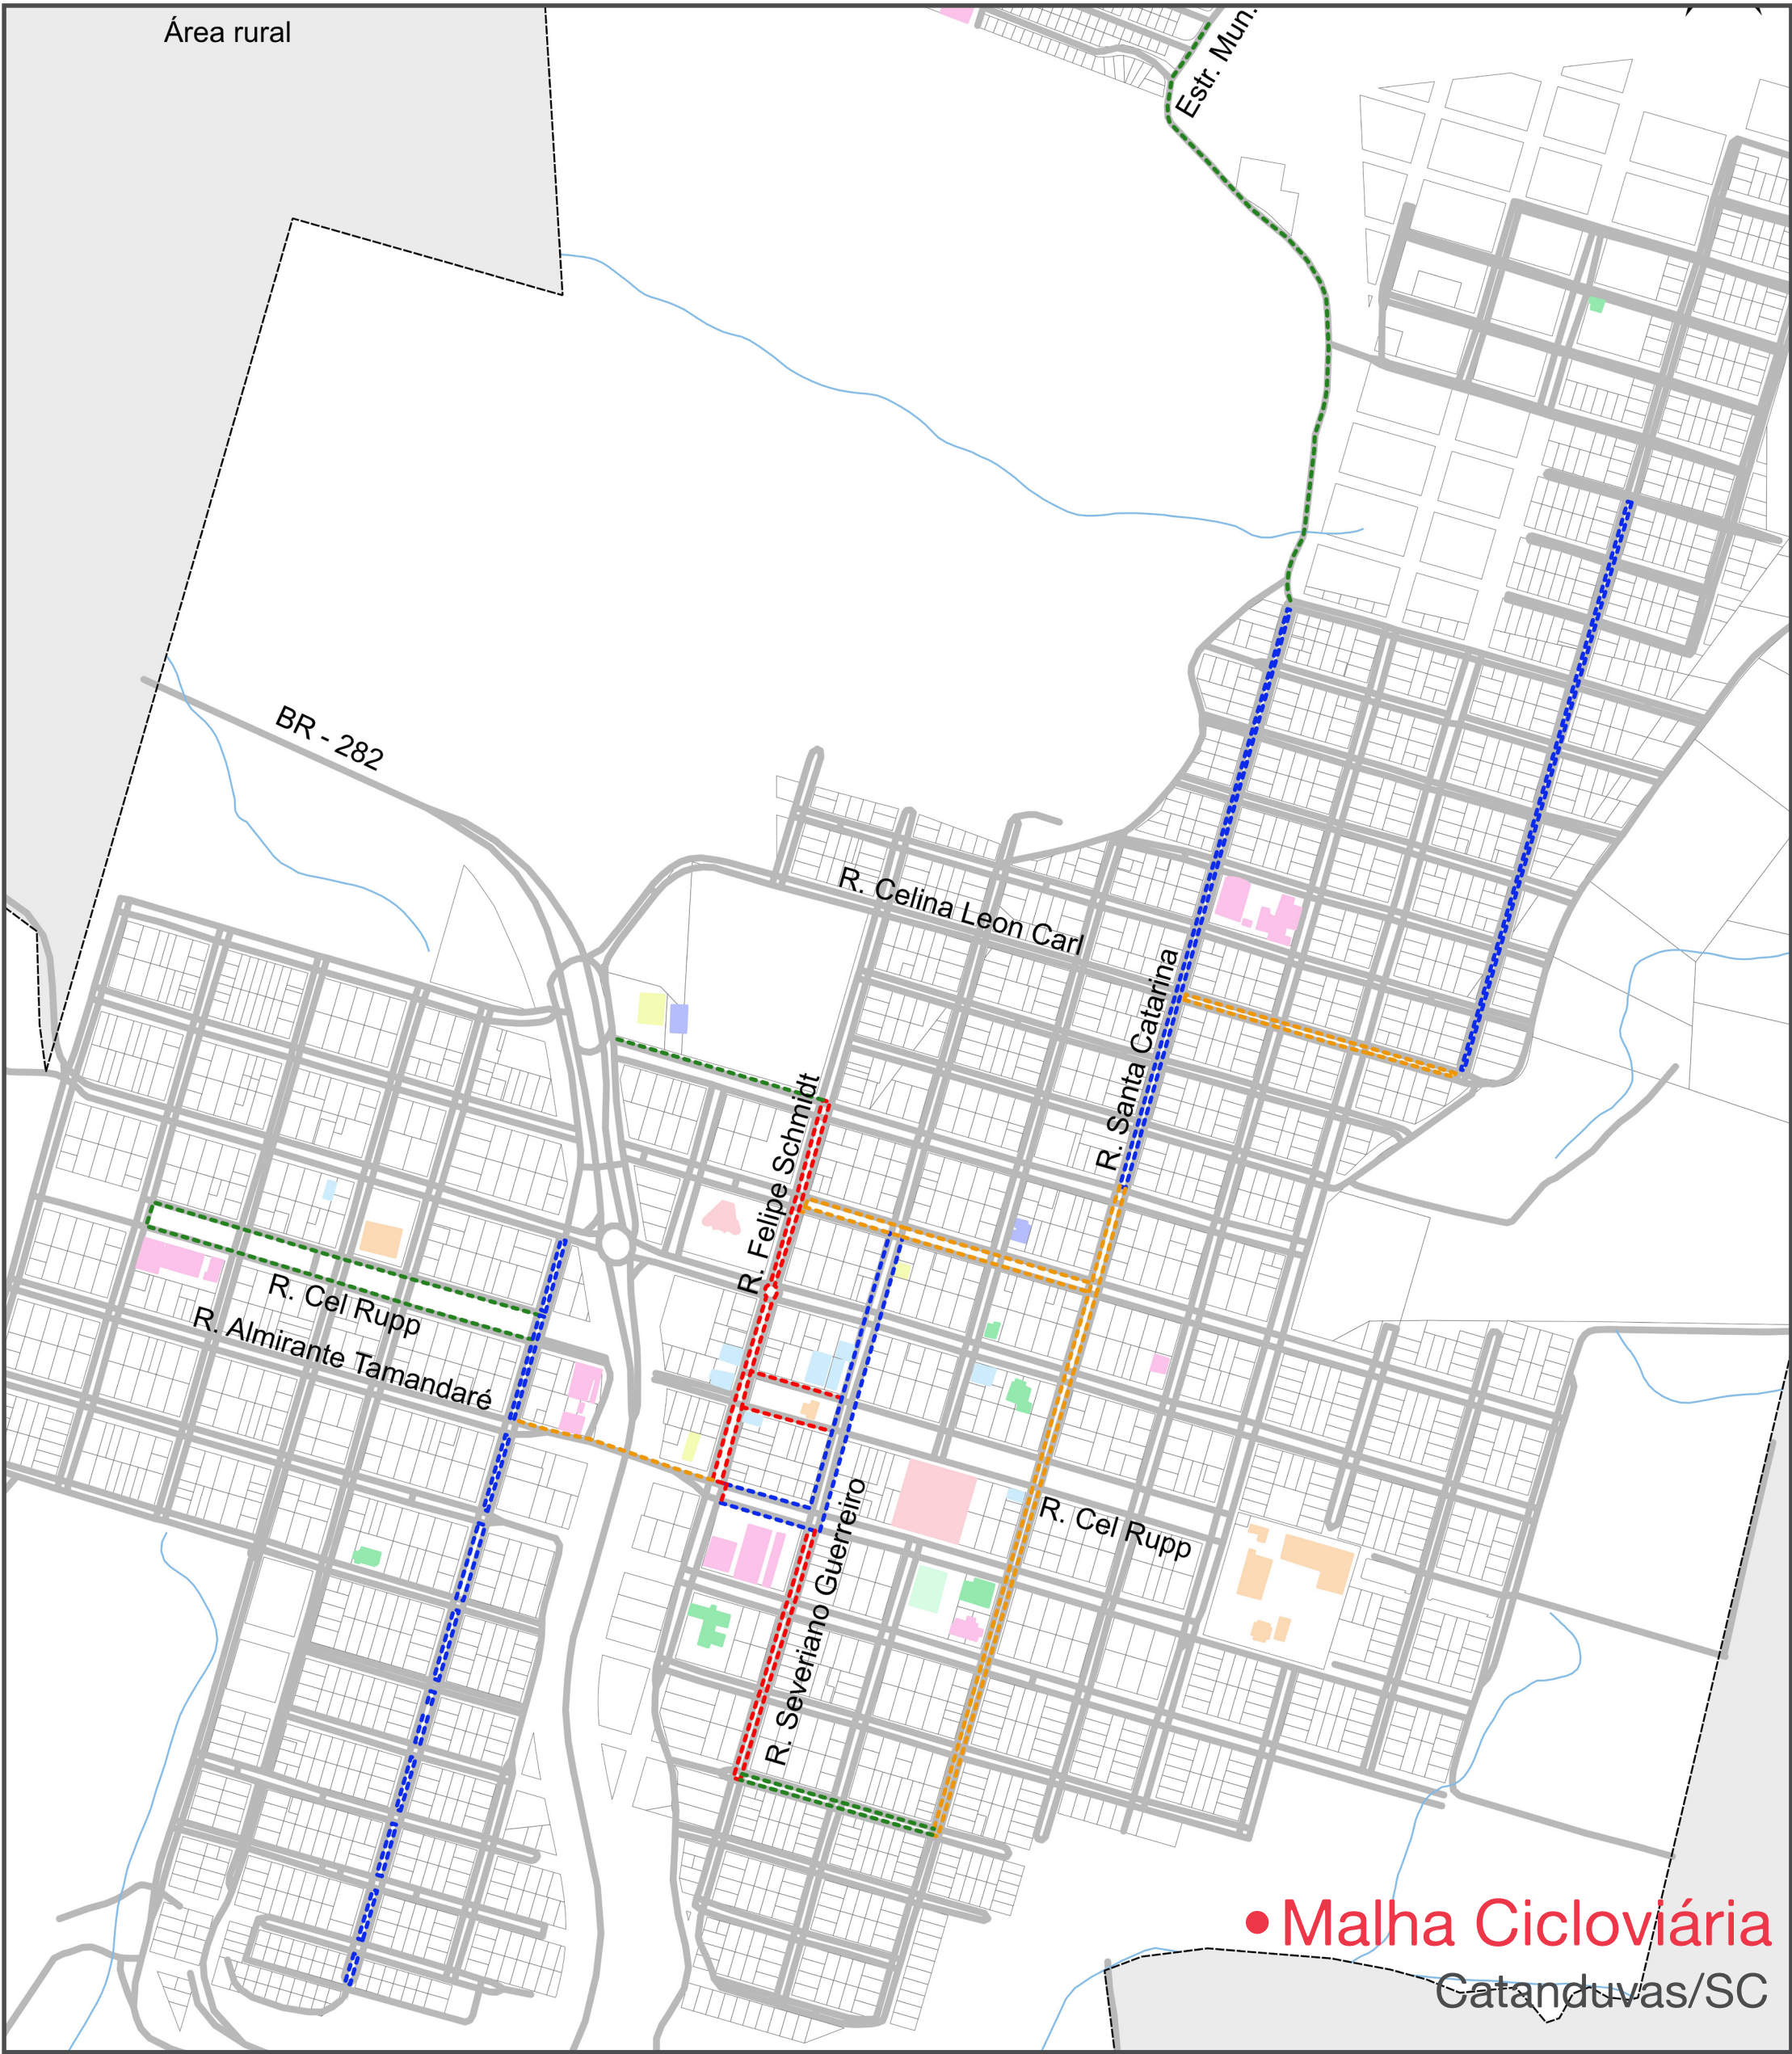 Área rural
Estr. Mun.
BR - 282
R. Celina Leon Carl
R. Santa Catarina
R. Felipe Schmidt
R. Cel Rupp
R. Almirante Tamandaré
R. Cel Rupp
R. Severiano Guerreiro
• Malha Cicloviária
Catanduvas/SC